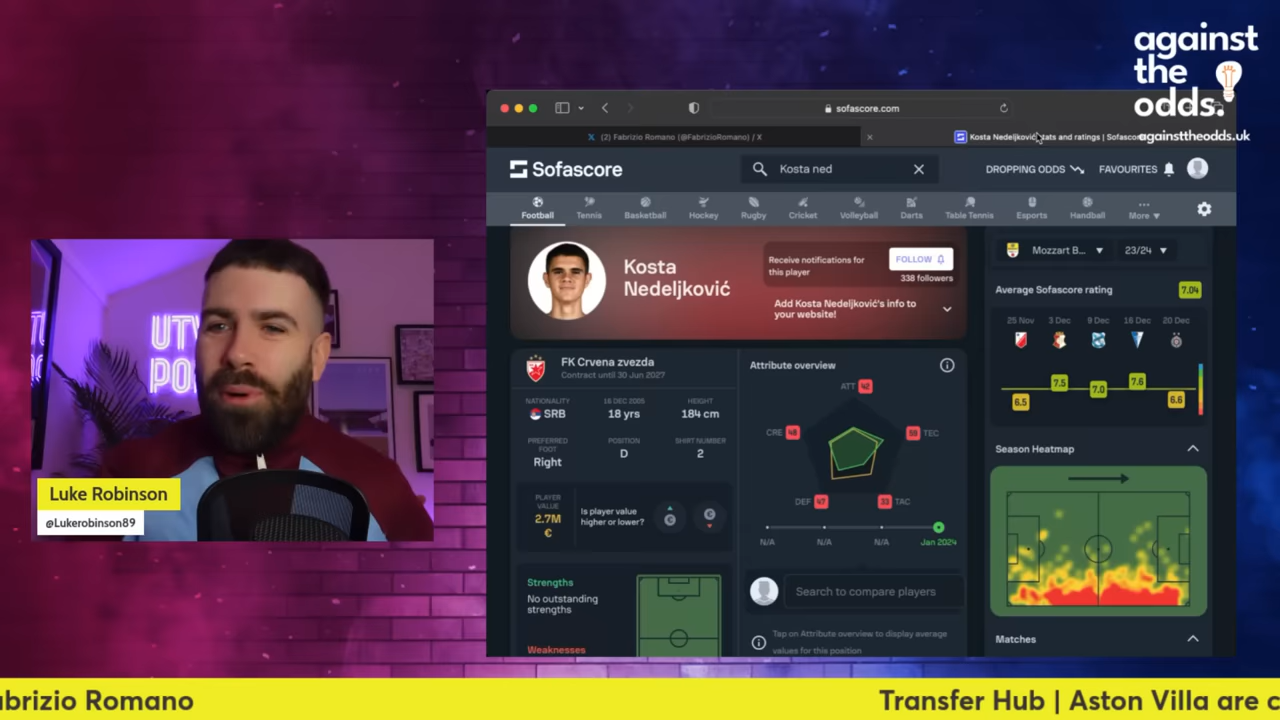 against
the
odds.
againsttheodds.uk
sofascore.com
(2) Fabrizio Romano (@FabrizioRomano) / X
Kosta Nedeljković stats and ratings | Sofascore
Sofascore
Kosta ned
DROPPING ODDS
FAVOURITES
Football
Tennis
Basketball
Hockey
Rugby
Cricket
Volleyball
Darts
Table Tennis
Esports
Handball
More
Kosta
Nedeljković
Receive notifications for
this player
FOLLOW
338 followers
Add Kosta Nedeljković's info to
your website!
FK Crvena zvezda
Contract until 30 Jun 2027
NATIONALITY
SRB
16 DEC 2005
18 yrs
HEIGHT
184 cm
PREFERRED
FOOT
Right
POSITION
D
SHIRT NUMBER
2
PLAYER
VALUE
2.7M
€
Is player value
higher or lower?
Strengths
No outstanding
strengths
Weaknesses
Attribute overview
ATT 42
CRE 48
TEC
DEF 47
33 TAC
N/A
N/A
N/A
Jan 2024
Search to compare players
Tap on Attribute overview to display average
values for this position
Mozzart B...
23/24
Average Sofascore rating
7.04
25 Nov
3 Dec
9 Dec
16 Dec
20 Dec
6.5
7.5
7.0
7.6
6.6
Season Heatmap
Matches
UTV
PO
Luke Robinson
@Lukerobinson89
abrizio Romano
Transfer Hub | Aston Villa are c